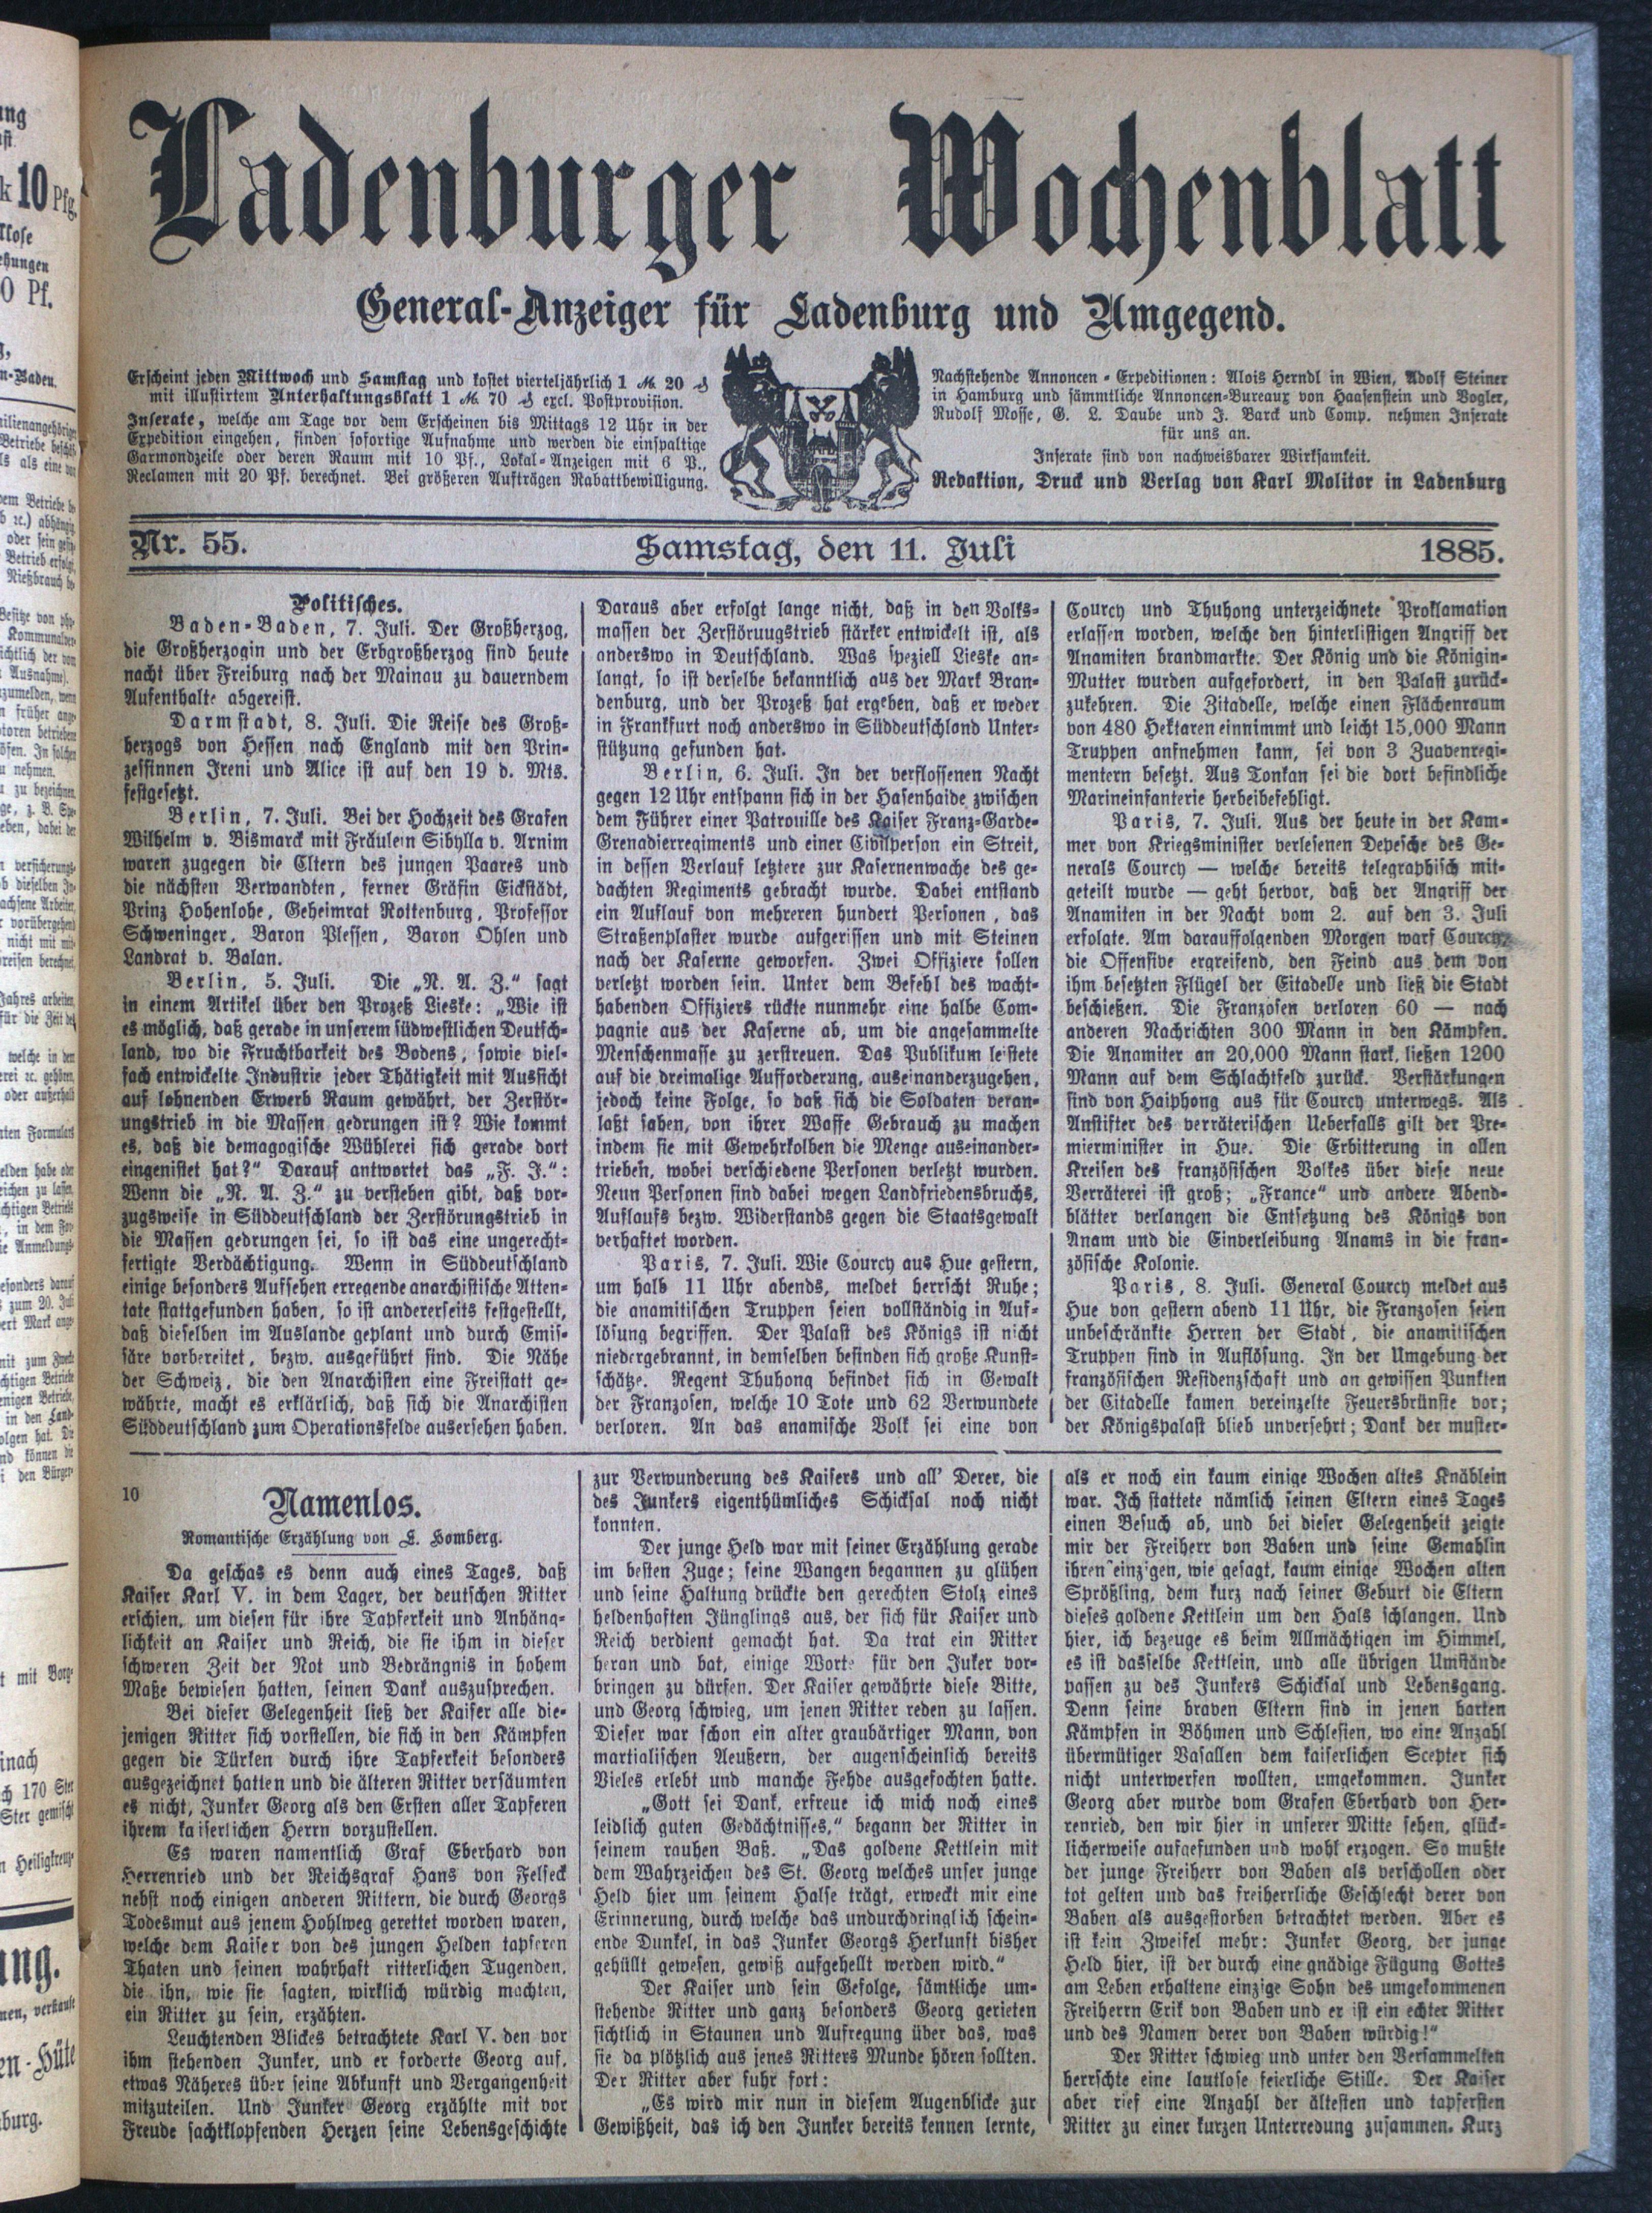 Ladenburger Wochenblatt
General-Anzeiger für Ladenburg und Umgegend.
Erscheint jeden Mittwoch und Samstag und kostet vierteljährlich 1 M. 20 ₰
mit illustrirtem Unterhaltungsblatt 1 M. 70 ₰ excl. Postprovision.
Inserate, welche am Tage vor dem Erscheinen bis Mittags 12 Uhr in der
Expedition eingehen, finden sofortige Aufnahme und werden die einspaltige
Garmondzeile oder deren Raum mit 10 Pf., Lokal-Anzeigen mit 6 P.,
Reclamen mit 20 Pf. berechnet. Bei größeren Aufträgen Rabattbewilligung.
Nachstehende Annoncen-Expeditionen: Alois Herndl in Wien, Adolf Steiner
in Hamburg und sämmtliche Annoncen-Bureaux von Haasenstein und Vogler,
Rudolf Mosse, G. L. Daube und J. Barck und Comp. nehmen Inserate
für uns an.
Inserate sind von nachweisbarer Wirksamkeit.
Redaktion, Druck und Verlag von Karl Molitor in Ladenburg
Nr. 55. Samstag, den 11. Juli 1885.
Politisches.
Baden-Baden, 7. Juli. Der Großherzog,
die Großherzogin und der Erbgroßherzog sind heute
nacht über Freiburg nach der Mainau zu dauerndem
Aufenthalte abgereist.
Darmstadt, 8. Juli. Die Reise des Groß-
herzogs von Hessen nach England mit den Prin-
zessinnen Ireni und Alice ist auf den 19 d. Mts.
festgesetzt.
Berlin, 7. Juli. Bei der Hochzeit des Grafen
Wilhelm v. Bismarck mit Fräulein Sibylla v. Arnim
waren zugegen die Eltern des jungen Paares und
die nächsten Verwandten, ferner Gräfin Eickstädt,
Prinz Hohenlohe, Geheimrat Rottenburg, Professor
Schweninger, Baron Plessen, Baron Ohlen und
Landrat v. Balan.
Berlin, 5. Juli. Die „N. A. Z.“ sagt
in einem Artikel über den Prozeß Lieske: „Wie ist
es möglich, daß gerade in unserem südwestlichen Deutsch-
land, wo die Fruchtbarkeit des Bodens, sowie viel-
fach entwickelte Industrie jeder Thätigkeit mit Aussicht
auf lohnenden Erwerb Raum gewährt, der Zerstör-
ungstrieb in die Massen gedrungen ist? Wie kommt
es, daß die demagogische Wühlerei sich gerade dort
eingenistet hat?“ Darauf antwortet das „F. J.“:
Wenn die „N. A. Z.“ zu verstehen gibt, daß vor-
zugsweise in Süddeutschland der Zerstörungstrieb in
die Massen gedrungen sei, so ist das eine ungerecht-
fertigte Verdächtigung. Wenn in Süddeutschland
einige besonders Aufsehen erregende anarchistische Atten-
tate stattgefunden haben, so ist andererseits festgestellt,
daß dieselben im Auslande geplant und durch Emis-
säre vorbereitet, bezw. ausgeführt sind. Die Nähe
der Schweiz, die den Anarchisten eine Freistatt ge-
währte, macht es erklärlich, daß sich die Anarchisten
Süddeutschland zum Operationsfelde ausersehen haben.
Daraus aber erfolgt lange nicht, daß in den Volks-
massen der Zerstöruugstrieb stärker entwickelt ist, als
anderswo in Deutschland. Was speziell Lieske an-
langt, so ist derselbe bekanntlich aus der Mark Bran-
denburg, und der Prozeß hat ergeben, daß er weder
in Frankfurt noch anderswo in Süddeutschland Unter-
stützung gefunden hat.
Berlin, 6. Juli. In der verflossenen Nacht
gegen 12 Uhr entspann sich in der Hasenhaide zwischen
dem Führer einer Patrouille des Kaiser Franz-Garde-
Grenadierregiments und einer Civilperson ein Streit,
in dessen Verlauf letztere zur Kasernenwache des ge-
dachten Regiments gebracht wurde. Dabei entstand
ein Auflauf von mehreren hundert Personen, das
Straßenplaster wurde aufgerissen und mit Steinen
nach der Kaserne geworfen. Zwei Offiziere sollen
verletzt worden sein. Unter dem Befehl des wacht-
habenden Offiziers rückte nunmehr eine halbe Com-
pagnie aus der Kaserne ab, um die angesammelte
Menschenmasse zu zerstreuen. Das Publikum leistete
auf die dreimalige Aufforderung, auseinanderzugehen,
jedoch keine Folge, so daß sich die Soldaten veran-
laßt sahen, von ihrer Waffe Gebrauch zu machen
indem sie mit Gewehrkolben die Menge auseinander-
trieben, wobei verschiedene Personen verletzt wurden.
Neun Personen sind dabei wegen Landfriedensbruchs,
Auflaufs bezw. Widerstands gegen die Staatsgewalt
verhaftet worden.
Paris, 7. Juli. Wie Courcy aus Hue gestern,
um halb 11 Uhr abends, meldet herrscht Ruhe;
die anamitischen Truppen seien vollständig in Auf-
lösung begriffen. Der Palast des Königs ist nicht
niedergebrannt, in demselben befinden sich große Kunst-
schätze. Regent Thuhong befindet sich in Gewalt
der Franzosen, welche 10 Tote und 62 Verwundete
verloren. An das anamische Volk sei eine von
Courcy und Thuhong unterzeichnete Proklamation
erlassen worden, welche den hinterlistigen Angriff der
Anamiten brandmarkte. Der König und die Königin-
Mutter wurden aufgefordert, in den Palast zurück-
zukehren. Die Zitadelle, welche einen Flächenraum
von 480 Hektaren einnimmt und leicht 15,000 Mann
Truppen aufnehmen kann, sei von 3 Zuavenregi-
mentern besetzt. Aus Tonkan sei die dort befindliche
Marineinfanterie herbeibefehligt.
Paris, 7. Juli. Aus der heute in der Kam-
mer von Kriegsminister verlesenen Depesche des Ge-
nerals Courcy — welche bereits telegraphisch mit-
geteilt wurde — geht hervor, daß der Angriff der
Anamiten in der Nacht vom 2. auf den 3. Juli
erfolgte. Am darauffolgenden Morgen warf Courcy,
die Offensive ergreifend, den Feind aus dem von
ihm besetzten Flügel der Citadelle und ließ die Stadt
beschießen. Die Franzosen verloren 60 — nach
anderen Nachrichten 300 Mann in den Kämpfen.
Die Anamiter an 20,000 Mann stark, ließen 1200
Mann auf dem Schlachtfeld zurück. Verstärkungen
sind von Haiphong aus für Courcy unterwegs. Als
Anstifter des verräterischen Ueberfalls gilt der Pre-
mierminister in Hue. Die Erbitterung in allen
Kreisen des französischen Volkes über diese neue
Verräterei ist groß; „France“ und andere Abend-
blätter verlangen die Entsetzung des Königs von
Anam und die Einverleibung Anams in die fran-
zösische Kolonie.
Paris, 8. Juli. General Courcy meldet aus
Hue von gestern abend 11 Uhr, die Franzosen seien
unbeschränkte Herren der Stadt, die anamitischen
Truppen sind in Auflösung. In der Umgebung der
französischen Residenzschaft und an gewissen Punkten
der Citadelle kamen vereinzelte Feuersbrünste vor;
der Königspalast blieb unversehrt; Dank der muster-
10
Namenlos.
Romantische Erzählung von L. Homberg.
Da geschas es denn auch eines Tages, daß
Kaiser Karl V. in dem Lager, der deutschen Ritter
erschien, um diesen für ihre Tapferkeit und Anhäng-
lichkeit an Kaiser und Reich, die sie ihm in dieser
schweren Zeit der Not und Bedrängnis in hohem
Maße bewiesen hatten, seinen Dank auszusprechen.
Bei dieser Gelegenheit ließ der Kaiser alle die-
jenigen Ritter sich vorstellen, die sich in den Kämpfen
gegen die Türken durch ihre Tapferkeit besonders
ausgezeichnet hatten und die älteren Ritter versäumten
es nicht, Junker Georg als den Ersten aller Tapferen
ihrem kaiserlichen Herrn vorzustellen.
Es waren namentlich Graf Eberhard von
Herrenried und der Reichsgraf Hans von Felseck
nebst noch einigen anderen Rittern, die durch Georgs
Todesmut aus jenem Hohlweg gerettet worden waren,
welche dem Kaiser von des jungen Helden tapferen
Thaten und seinen wahrhaft ritterlichen Tugenden,
die ihn, wie sie sagten, wirklich würdig machten,
ein Ritter zu sein, erzähten.
Leuchtenden Blickes betrachtete Karl V. den vor
ihm stehenden Junker, und er forderte Georg auf,
etwas Näheres über seine Abkunft und Vergangenheit
mitzuteilen. Und Junker Georg erzählte mit vor
Freude sachtklopfenden Herzen seine Lebensgeschichte
zur Verwunderung des Kaisers und all' Derer, die
des Junkers eigenthümliches Schicksal noch nicht
konnten.
Der junge Held war mit seiner Erzählung gerade
im besten Zuge; seine Wangen begannen zu glühen
und seine Haltung drückte den gerechten Stolz eines
heldenhaften Jünglings aus, der sich für Kaiser und
Reich verdient gemacht hat. Da trat ein Ritter
heran und bat, einige Worte für den Juker vor-
bringen zu dürfen. Der Kaiser gewährte diese Bitte,
und Georg schwieg, um jenen Ritter reden zu lassen.
Dieser war schon ein alter graubärtiger Mann, von
martialischen Aeußern, der augenscheinlich bereits
Vieles erlebt und manche Fehde ausgefochten hatte.
„Gott sei Dank, erfreue ich mich noch eines
leidlich guten Gedächtnisses,“ begann der Ritter in
seinem rauhen Baß. „Das goldene Kettlein mit
dem Wahrzeichen des St. Georg welches unser junge
Held hier um seinem Halse trägt, erweckt mir eine
Erinnerung, durch welche das undurchdringlich schein-
ende Dunkel, in das Junker Georgs Herkunft bisher
gehüllt gewesen, gewiß aufgehellt werden wird.“
Der Kaiser und sein Gefolge, sämtliche um-
stehende Ritter und ganz besonders Georg gerieten
sichtlich in Staunen und Aufregung über das, was
sie da plötzlich aus jenes Ritters Munde hören sollten.
Der Ritter aber fuhr fort:
„Es wird mir nun in diesem Augenblicke zur
Gewißheit, das ich den Junker bereits kennen lernte,
als er noch ein kaum einige Wochen altes Knäblein
war. Ich stattete nämlich seinen Eltern eines Tages
einen Besuch ab, und bei dieser Gelegenheit zeigte
mir der Freiherr von Baben und seine Gemahlin
ihren einzigen, wie gesagt, kaum einige Wochen alten
Sprößling, dem kurz nach seiner Geburt die Eltern
dieses goldene Kettlein um den Hals schlangen. Und
hier, ich bezeuge es beim Allmächtigen im Himmel,
es ist dasselbe Kettlein, und alle übrigen Umstände
passen zu des Junkers Schicksal und Lebensgang.
Denn seine braven Eltern sind in jenen harten
Kämpfen in Böhmen und Schlesien, wo eine Anzahl
übermütiger Vasallen dem kaiserlichen Scepter sich
nicht unterwerfen wollten, umgekommen. Junker
Georg aber wurde vom Grafen Eberhard von Her-
renried, den wir hier in unserer Mitte sehen, glück-
licherweise aufgefunden und wohl erzogen. So mußte
der junge Freiherr von Baben als verschollen oder
tot gelten und das freiherrliche Geschlecht derer von
Baben als ausgestorben betrachtet werden. Aber es
ist kein Zweifel mehr: Junker Georg, der junge
Held hier, ist der durch eine gnädige Fügung Gottes
am Leben erhaltene einzige Sohn des umgekommenen
Freiherrn Erik von Baben und er ist ein echter Ritter
und des Namen derer von Baben würdig!“
Der Ritter schwieg und unter den Versammelten
herrschte eine lautlose feierliche Stille. Der Kaiser
aber rief eine Anzahl der ältesten und tapfersten
Ritter zu einer kurzen Unterredung zusammen. Kurz